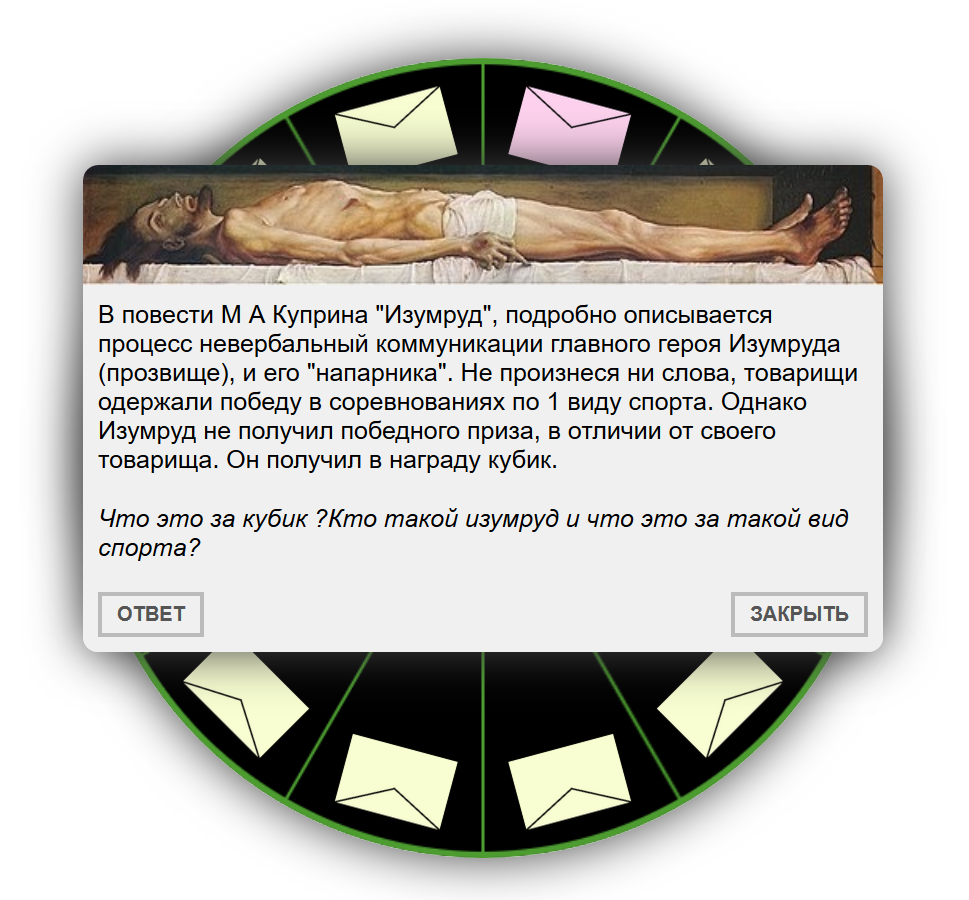 В повести М А Куприна "Изумруд", подробно описывается
процесс невербальный коммуникации главного героя Изумруда
(прозвище), и его "напарника". Не произнеся ни слова, товарищи
одержали победу в соревнованиях по 1 виду спорта. Однако
Изумруд не получил победного приза, в отличии от своего
товарища. Он получил в награду кубик.
Что это за кубик ?Кто такой изумруд и что это за такой вид
спорта?
ОТВЕТ
ЗАКРЫТЬ